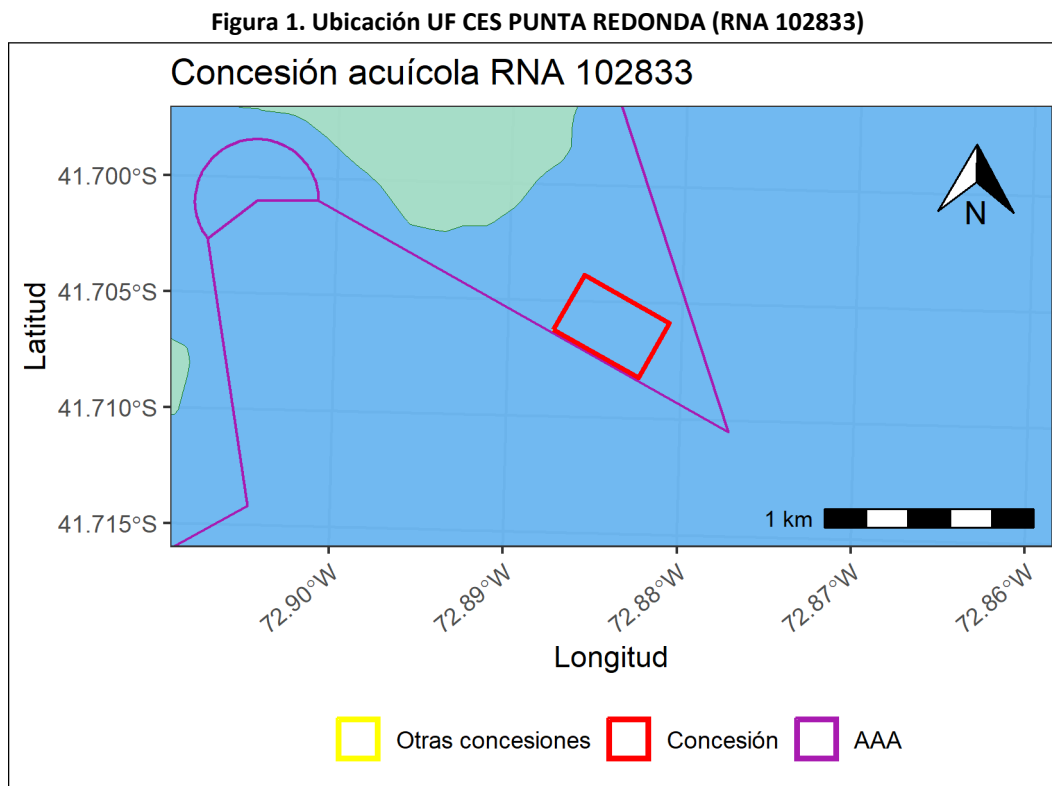 Figura 1. Ubicación UF CES PUNTA REDONDA (RNA 102833)
Concesión acuícola RNA 102833
41.700°S
41.705°S
41.710°S
41.715°S
Latitud
N
1 km
72.90°W
72.89°W
72.88°W
72.87°W
72.86°W
Longitud
Otras concesiones
Concesión
AAA